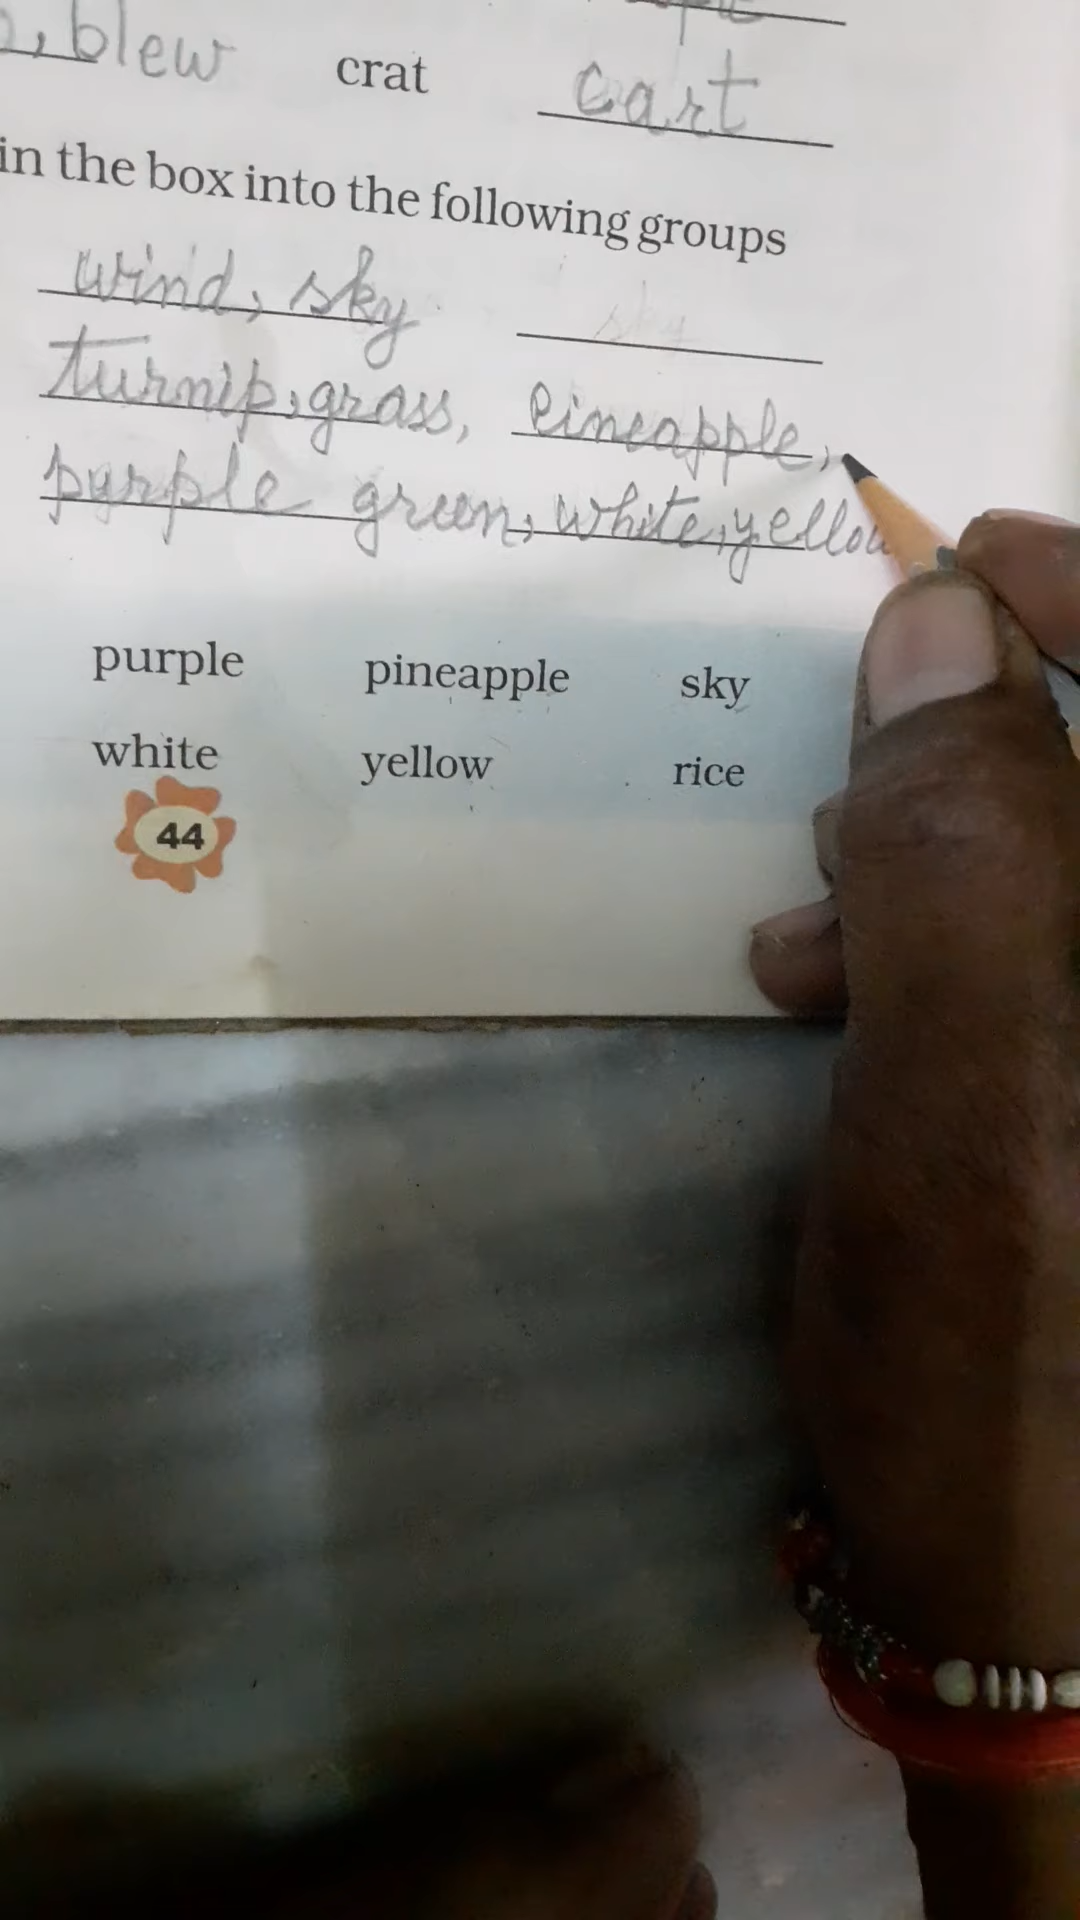 , blew crat cart
in the box into the following groups
wind, sky sky
turnip, grass, pineapple,
purple green, white, yellow
purple pineapple sky
white yellow rice
44